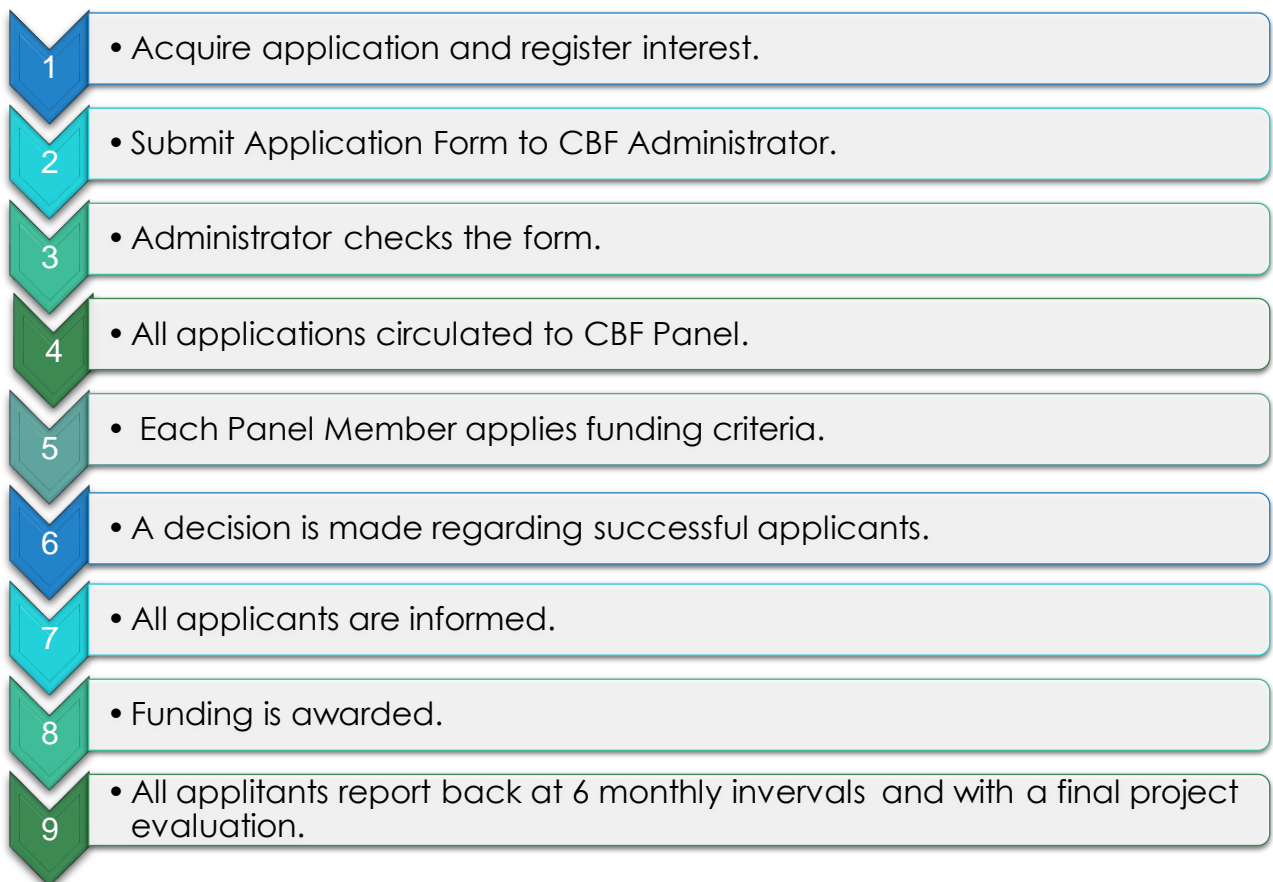 1
• Acquire application and register interest.
2
• Submit Application Form to CBF Administrator.
3
• Administrator checks the form.
4
• All applications circulated to CBF Panel.
5
• Each Panel Member applies funding criteria.
6
• A decision is made regarding successful applicants.
7
• All applicants are informed.
8
• Funding is awarded.
9
• All applitants report back at 6 monthly invervals and with a final project
evaluation.